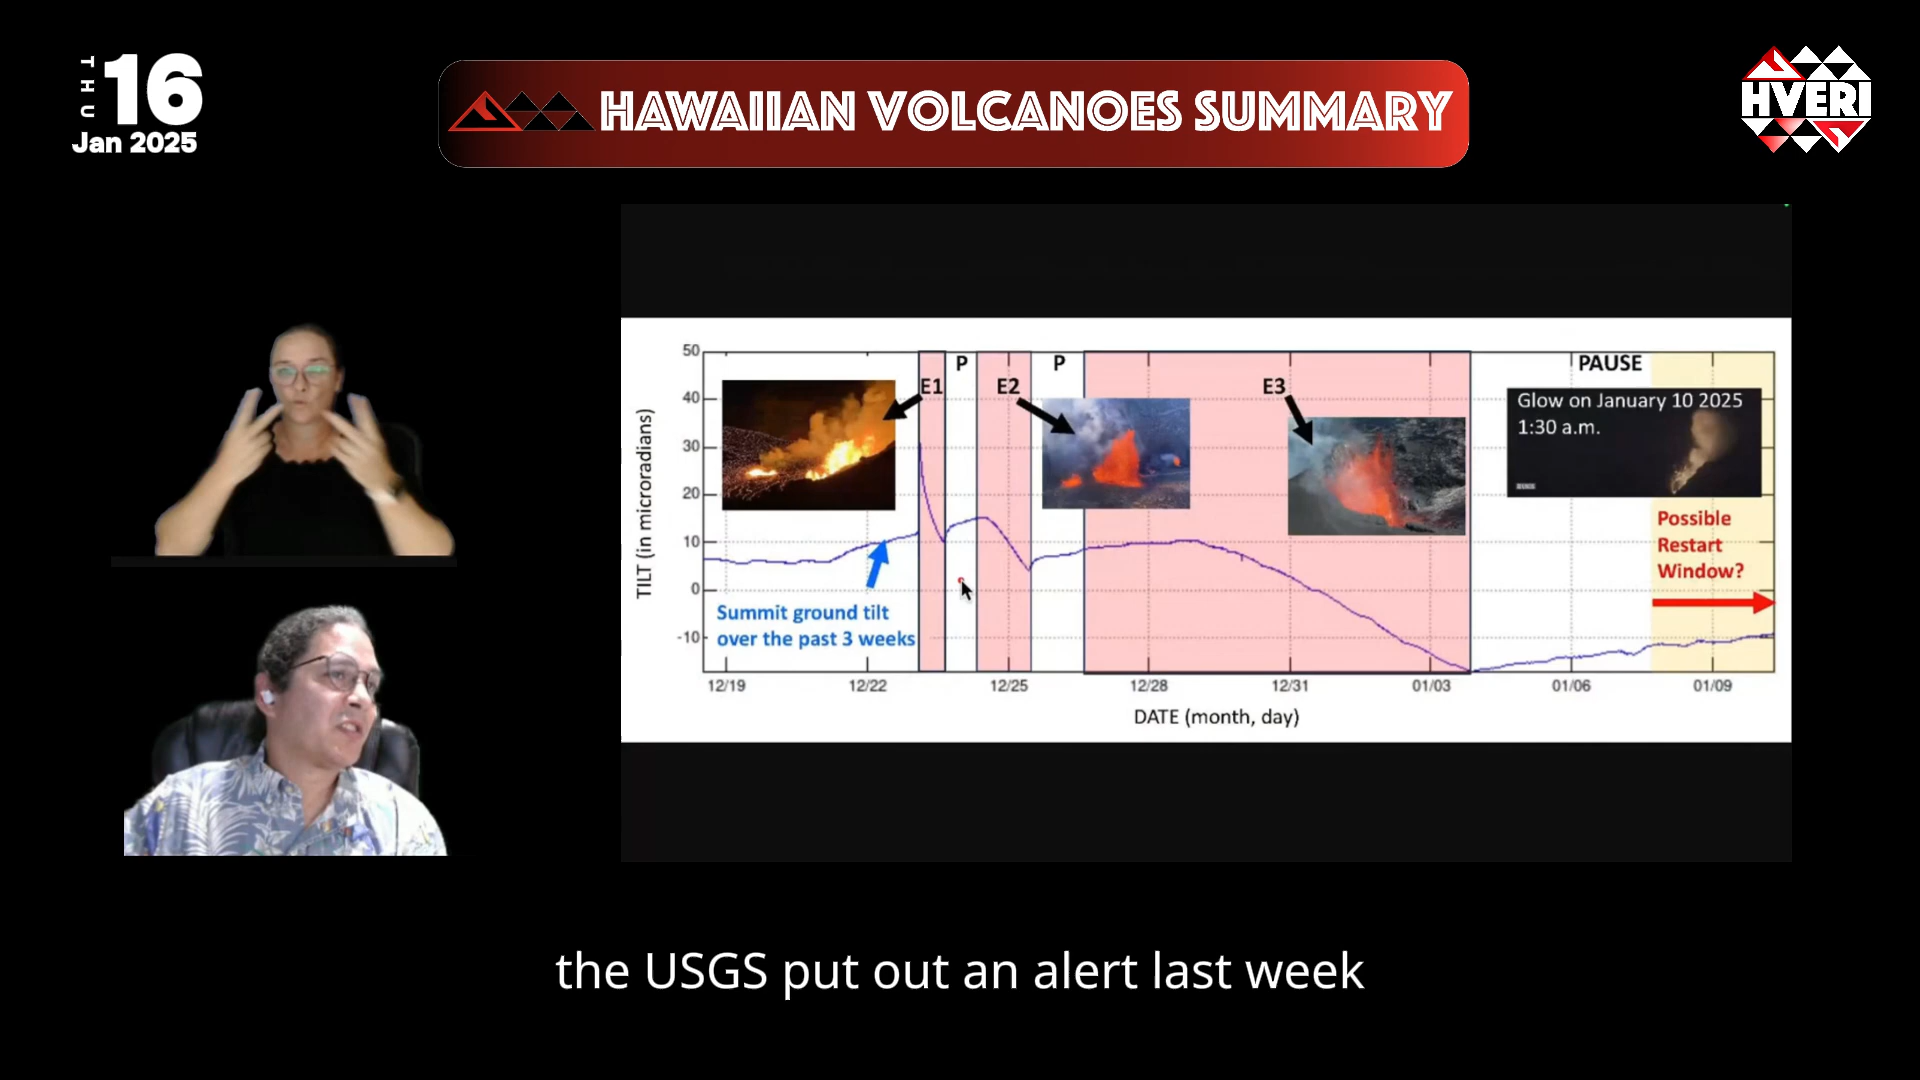 THU
16
Jan 2025
HAWAIIAN VOLCANOES SUMMARY
HVERI
TILT (in microradians)
50
40
30
20
10
0
-10
E1
P
E2
P
E3
PAUSE
Glow on January 10 2025
1:30 a.m.
Possible
Restart
Window?
Summit ground tilt
over the past 3 weeks
12/19
12/22
12/25
12/28
12/31
01/03
01/06
01/09
DATE (month, day)
the USGS put out an alert last week